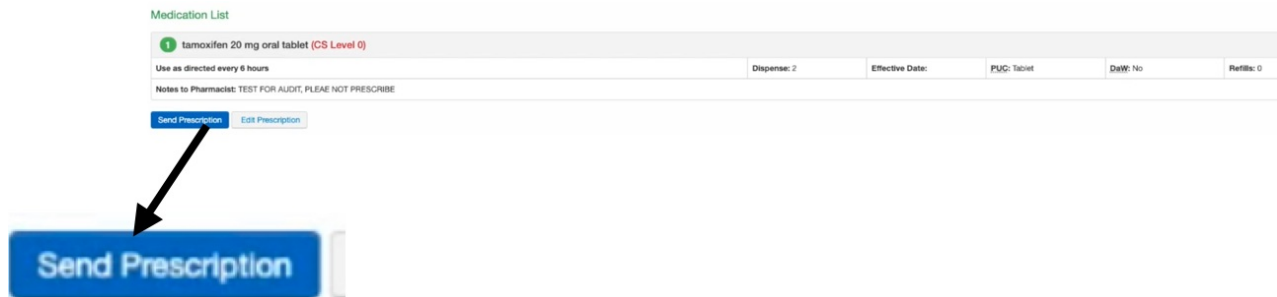 Medication List
1 tamoxifen 20 mg oral tablet (CS Level 0)
Use as directed every 6 hours Dispense: 2 Effective Date: PUC: Tablet DaW: No Refills: 0
Notes to Pharmacist: TEST FOR AUDIT, PLEAE NOT PRESCRIBE
Send Prescription Edit Prescription
Send Prescription